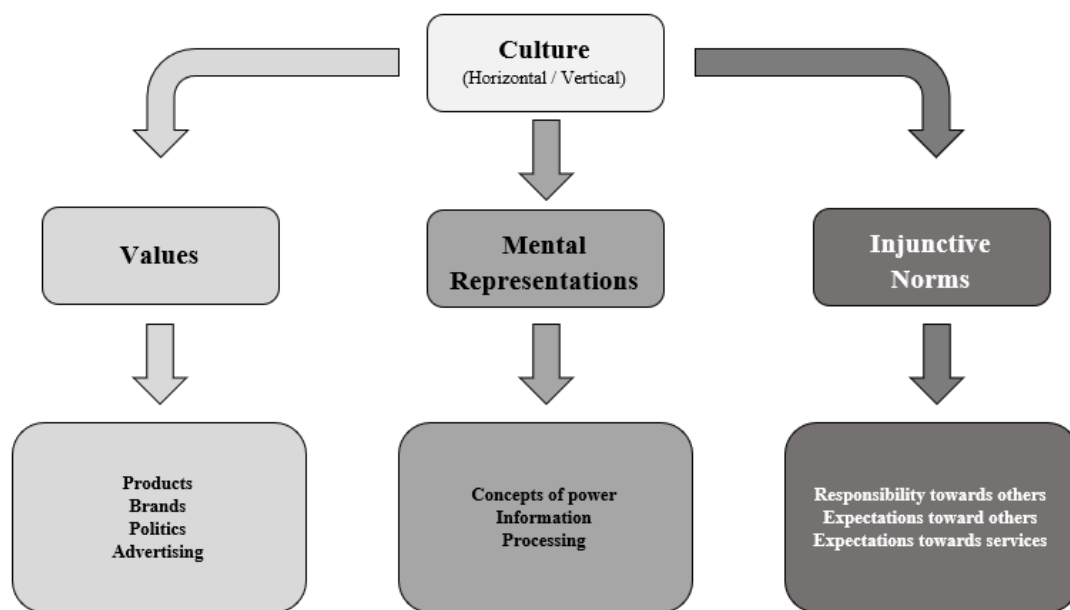 Culture
(Horizontal / Vertical)
Values
Mental
Representations
Injunctive
Norms
Products
Brands
Politics
Advertising
Concepts of power
Information
Processing
Responsibility towards others
Expectations toward others
Expectations towards services